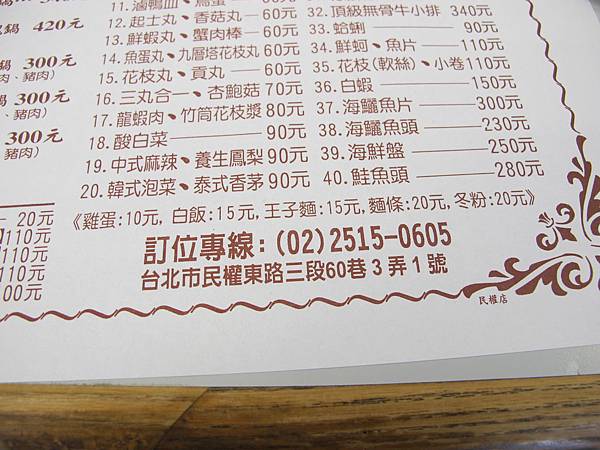 鍋 420元
鍋 300元
肉、豬肉)
鍋 300元
、豬肉)
300元
豬肉)
20元
110元
110元
110元
00元
11.滷鴨血、鳥蛋 60元
12.起士丸、香菇丸 60元
13.鮮蝦丸、蟹肉棒 60元
14.魚蛋丸、九層塔花枝丸 60元
15.花枝丸、貢丸 60元
16.三丸合一、杏鮑菇 70元
17.龍蝦肉、竹筒花枝漿 80元
18.酸白菜 90元
19.中式麻辣、養生鳳梨 90元
20.韓式泡菜、泰式香茅 90元
32.頂級無骨牛小排 340元
33.蛤蜊 90元
34.鮮蚵、魚片 110元
35.花枝(軟絲)、小卷 110元
36.白蝦 150元
37.海鱺魚片 300元
38.海鱺魚頭 230元
39.海鮮盤 250元
40.鮭魚頭 280元
《雞蛋:10元, 白飯:15元, 王子麵:15元, 麵條:20元, 冬粉:20元》
訂位專線:(02)2515-0605
台北市民權東路三段60巷3弄1號
民權店